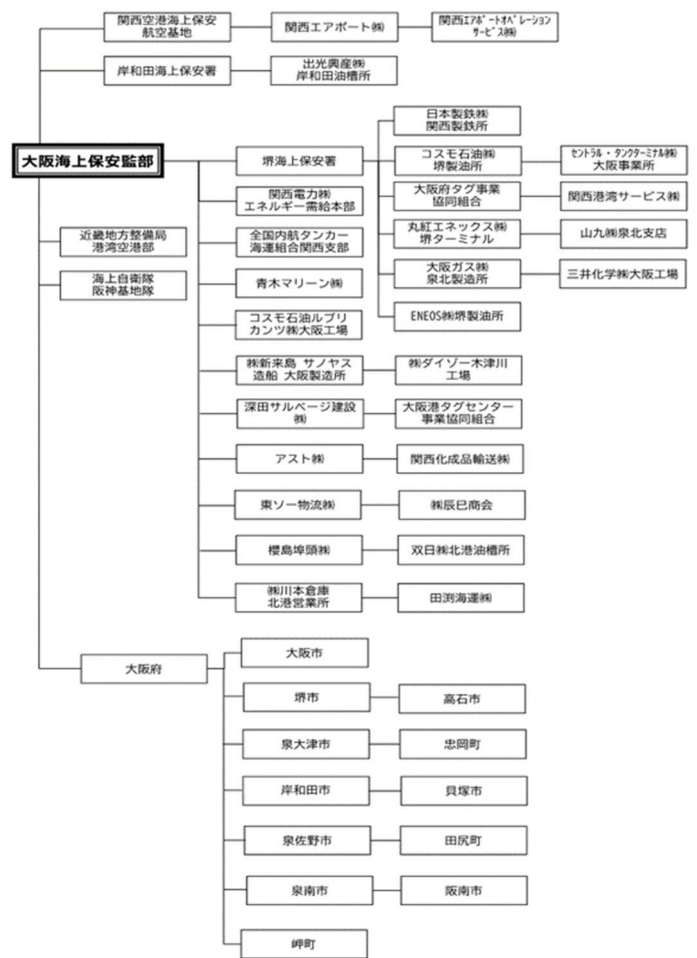 関西空港海上保安
航空基地
関西エアポート㈱
関西ｴｱﾎﾟｰﾄｵﾍﾟﾚｰｼｮﾝ
ｻｰﾋﾞｽ㈱
岸和田海上保安署
出光興産㈱
岸和田油槽所
大阪海上保安監部
堺海上保安署
日本製鉄㈱
関西製鉄所
コスモ石油㈱
堺製油所
ｾﾝﾄﾗﾙ・ﾀﾝｸﾀｰﾐﾅﾙ㈱
大阪事業所
大阪府タグ事業
協同組合
関西港湾サービス㈱
丸紅エネックス㈱
堺ターミナル
山九㈱泉北支店
大阪ガス㈱
泉北製造所
三井化学㈱大阪工場
ENEOS㈱堺製油所
関西電力㈱
エネルギー需給本部
近畿地方整備局
港湾空港部
全国内航タンカー
海運組合関西支部
海上自衛隊
阪神基地隊
青木マリーン㈱
コスモ石油ルブリ
カンツ㈱大阪工場
㈱新来島 サノヤス
造船 大阪製造所
㈱ダイゾー木津川
工場
深田サルベージ建設
㈱
大阪港タグセンター
事業協同組合
アスト㈱
関西化成品輸送㈱
東ソー物流㈱
㈱辰巳商会
櫻島埠頭㈱
双日㈱北港油槽所
㈱川本倉庫
北港営業所
田渕海運㈱
大阪府
大阪市
堺市
高石市
泉大津市
忠岡町
岸和田市
貝塚市
泉佐野市
田尻町
泉南市
阪南市
岬町